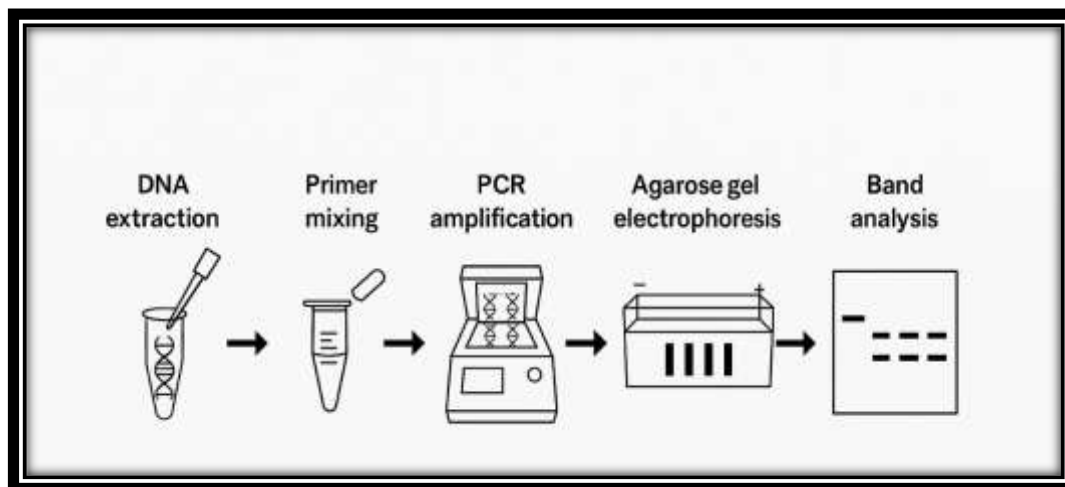 DNA
extraction
Primer
mixing
PCR
amplification
Agarose gel
electrophoresis
Band
analysis
− +